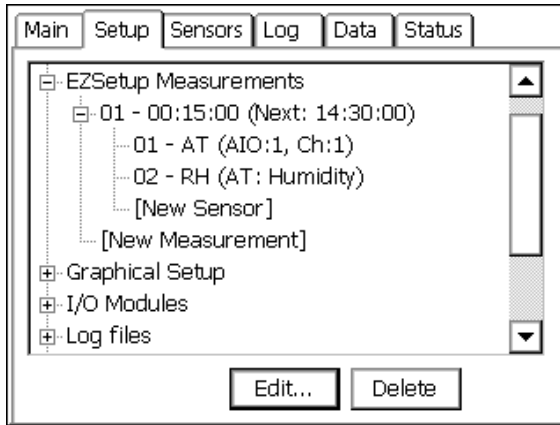 Main Setup Sensors Log Data Status
EZSetup Measurements
01 - 00:15:00 (Next: 14:30:00)
01 - AT (AIO:1, Ch:1)
02 - RH (AT: Humidity)
[New Sensor]
[New Measurement]
Graphical Setup
I/O Modules
Log files
Edit... Delete